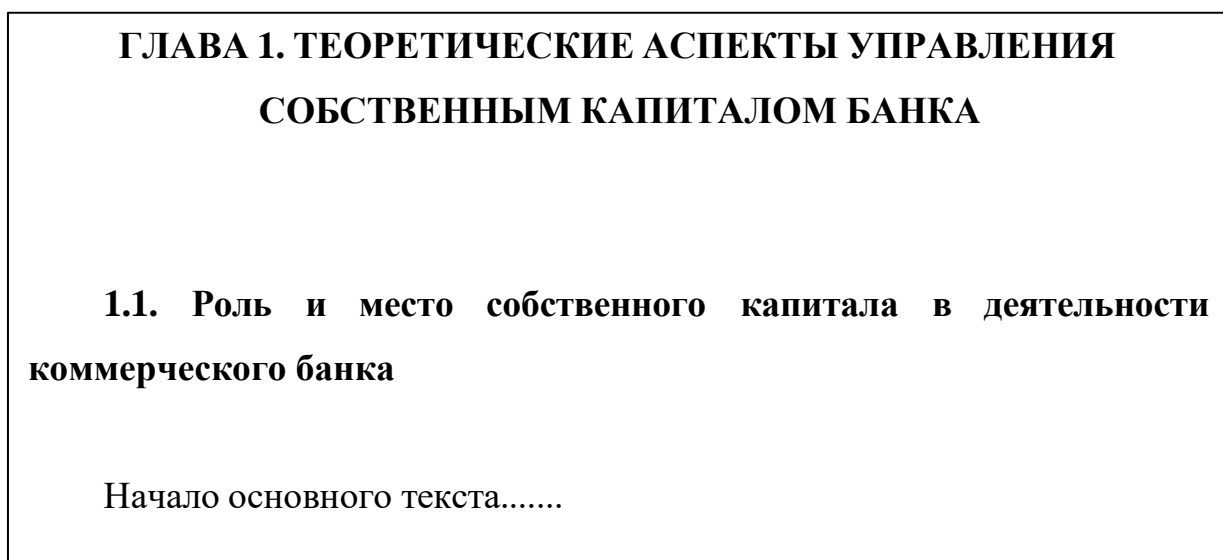 ГЛАВА 1. ТЕОРЕТИЧЕСКИЕ АСПЕКТЫ УПРАВЛЕНИЯ
СОБСТВЕННЫМ КАПИТАЛОМ БАНКА
1.1. Роль и место собственного капитала в деятельности
коммерческого банка
Начало основного текста.......